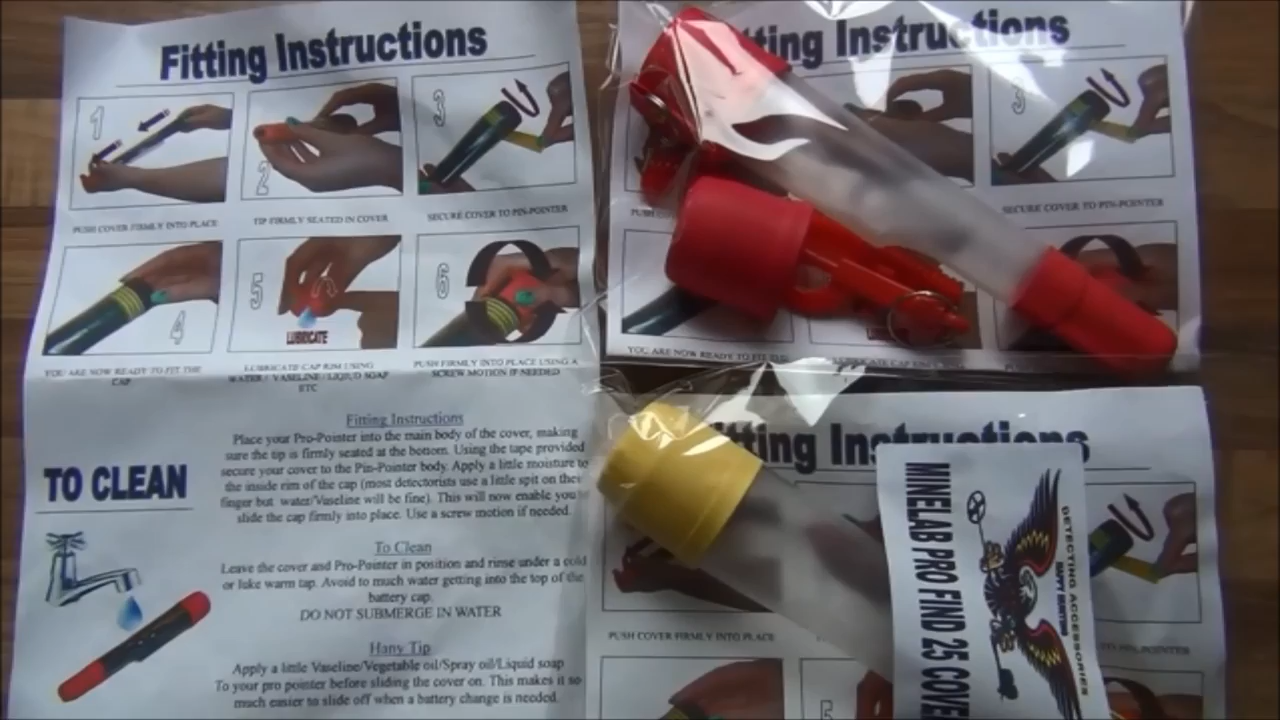 Fitting Instructions
1
2
3
PUSH COVER FIRMLY INTO PLACE
TIP FIRMLY SEATED IN COVER
SECURE COVER TO PIN-POINTER
4
5
6
LUBRICATE
YOU ARE NOW READY TO FIT THE
CAP
LUBRICATE CAP RIM USING
WATER / VASELINE / LIQUID SOAP
ETC
PUSH FIRMLY INTO PLACE USING A
SCREW MOTION IF NEEDED
Fitting Instructions
Place your Pro-Pointer into the main body of the cover, making
sure the tip is firmly seated at the bottom. Using the tape provided
secure your cover to the Pin-Pointer body. Apply a little moisture to
the inside rim of the cap (most detectorists use a little spit on their
finger but water/Vaseline will be fine). This will now enable you to
slide the cap firmly into place. Use a screw motion if needed.
TO CLEAN
To Clean
Leave the cover and Pro-Pointer in position and rinse under a cold
or luke warm tap. Avoid to much water getting into the top of the
battery cap.
DO NOT SUBMERGE IN WATER
Hany Tip
Apply a little Vaseline/Vegetable oil/Spray oil/Liquid soap
To your pro pointer before sliding the cover on. This makes it so
much easier to slide off when a battery change is needed.
tting Instructions
3
PUSH
SECURE COVER TO PIN-POINTER
YOU ARE NOW READY TO FIT THE
itting Instructions
PUSH COVER FIRMLY INTO PLACE
TO PIN-POINTER
5
MINELAB PRO FIND 25 COVE
DETECTING ACCESSORIES
HAPPY HUNTING